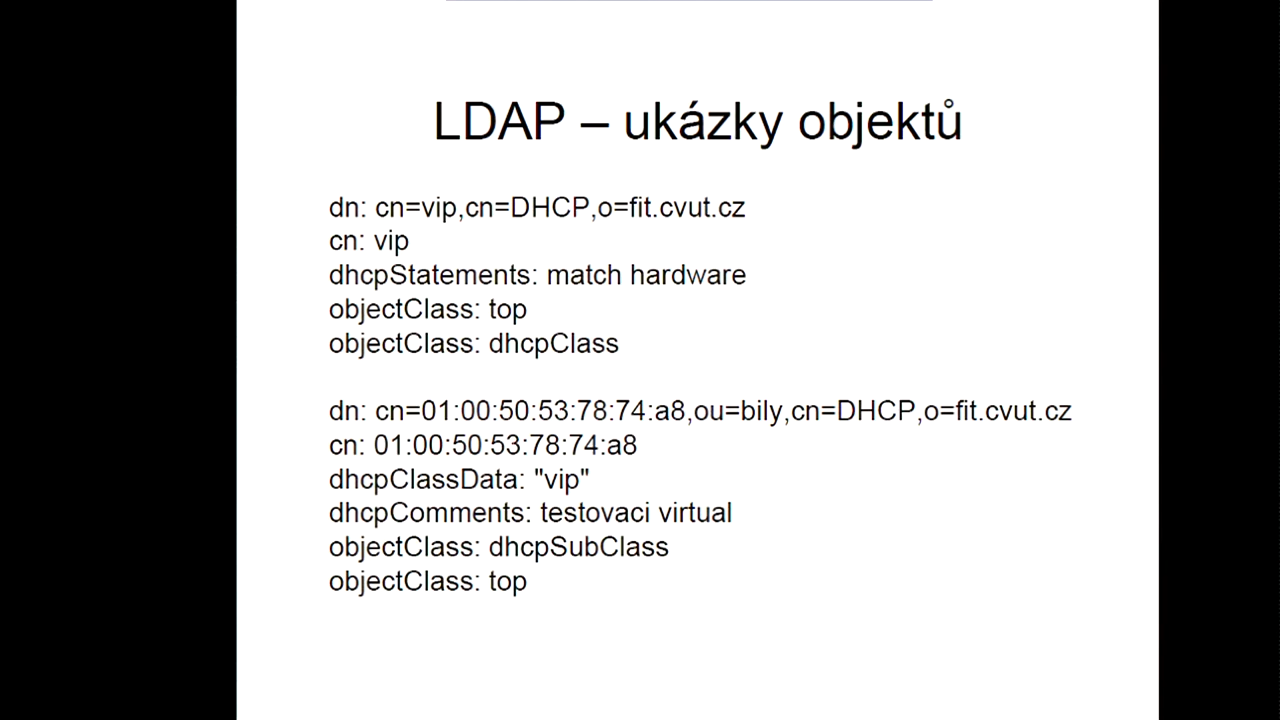 LDAP – ukázky objektů
dn: cn=vip,cn=DHCP,o=fit.cvut.cz
cn: vip
dhcpStatements: match hardware
objectClass: top
objectClass: dhcpClass
dn: cn=01:00:50:53:78:74:a8,ou=bily,cn=DHCP,o=fit.cvut.cz
cn: 01:00:50:53:78:74:a8
dhcpClassData: "vip"
dhcpComments: testovaci virtual
objectClass: dhcpSubClass
objectClass: top